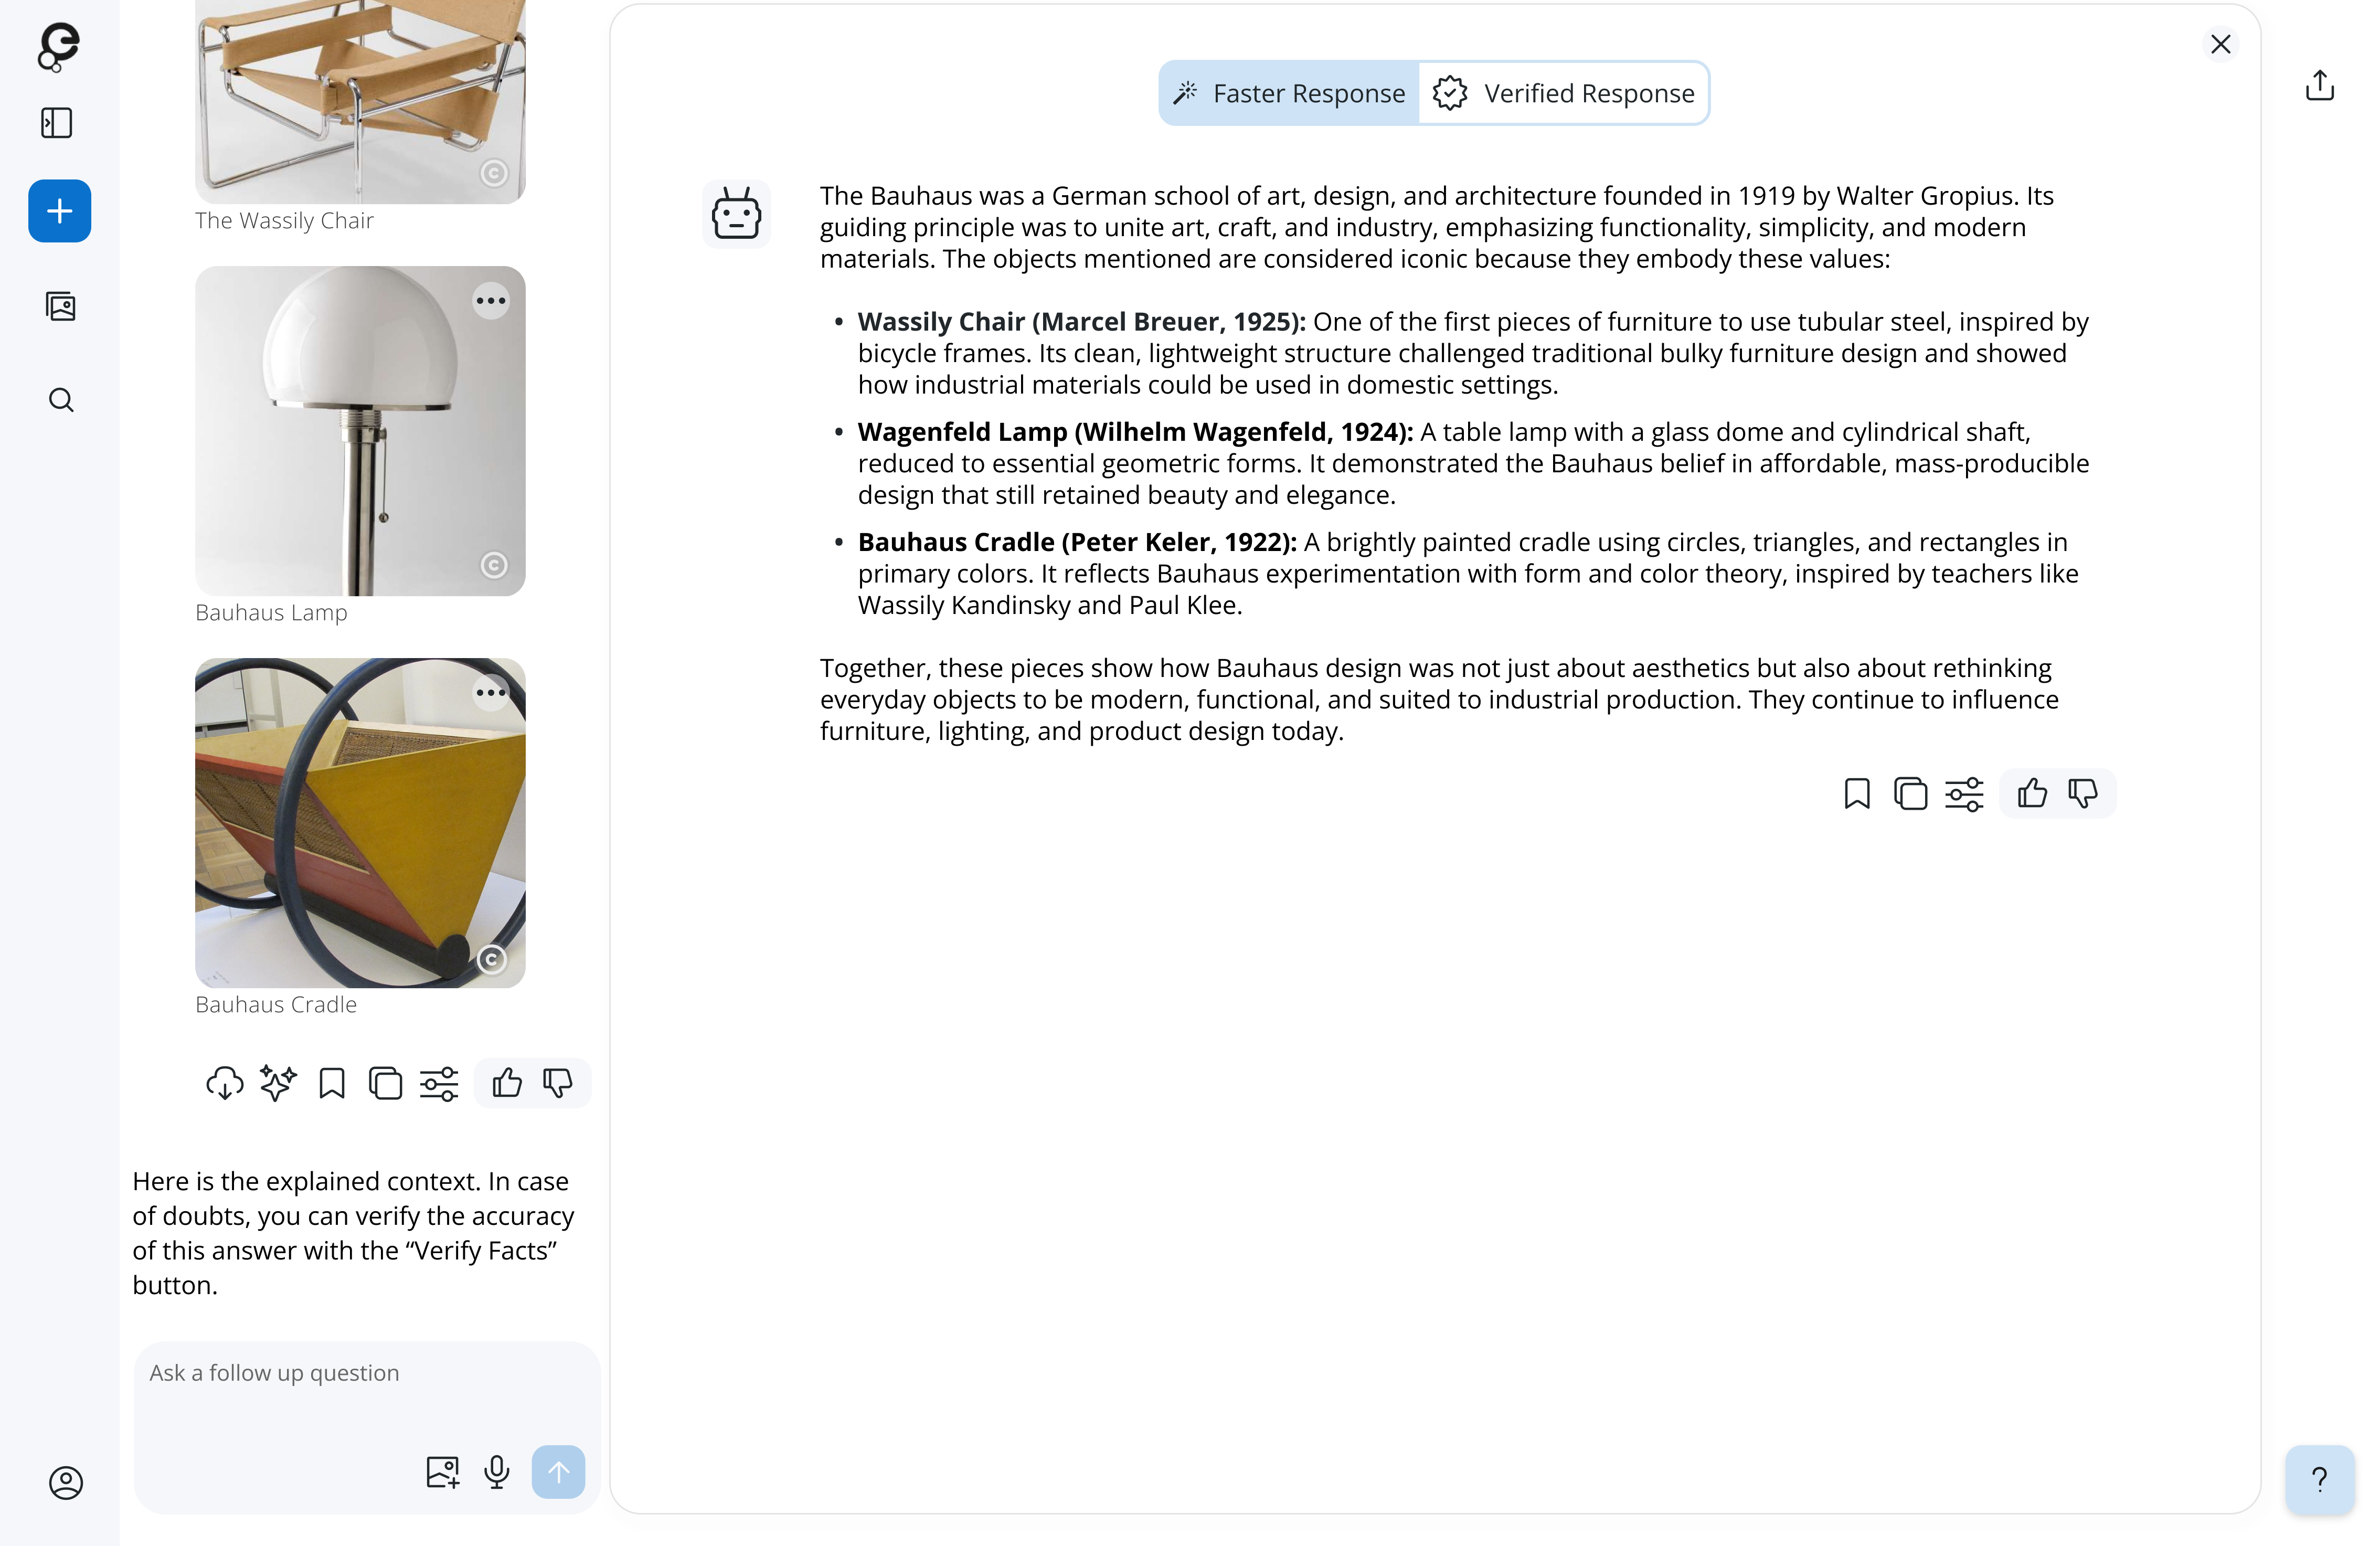 The Wassily Chair
Bauhaus Lamp
Bauhaus Cradle
Here is the explained context. In case
of doubts, you can verify the accuracy
of this answer with the “Verify Facts”
button.
Ask a follow up question
Faster Response
Verified Response
The Bauhaus was a German school of art, design, and architecture founded in 1919 by Walter Gropius. Its
guiding principle was to unite art, craft, and industry, emphasizing functionality, simplicity, and modern
materials. The objects mentioned are considered iconic because they embody these values:
• Wassily Chair (Marcel Breuer, 1925): One of the first pieces of furniture to use tubular steel, inspired by
bicycle frames. Its clean, lightweight structure challenged traditional bulky furniture design and showed
how industrial materials could be used in domestic settings.
• Wagenfeld Lamp (Wilhelm Wagenfeld, 1924): A table lamp with a glass dome and cylindrical shaft,
reduced to essential geometric forms. It demonstrated the Bauhaus belief in affordable, mass-producible
design that still retained beauty and elegance.
• Bauhaus Cradle (Peter Keler, 1922): A brightly painted cradle using circles, triangles, and rectangles in
primary colors. It reflects Bauhaus experimentation with form and color theory, inspired by teachers like
Wassily Kandinsky and Paul Klee.
Together, these pieces show how Bauhaus design was not just about aesthetics but also about rethinking
everyday objects to be modern, functional, and suited to industrial production. They continue to influence
furniture, lighting, and product design today.
?